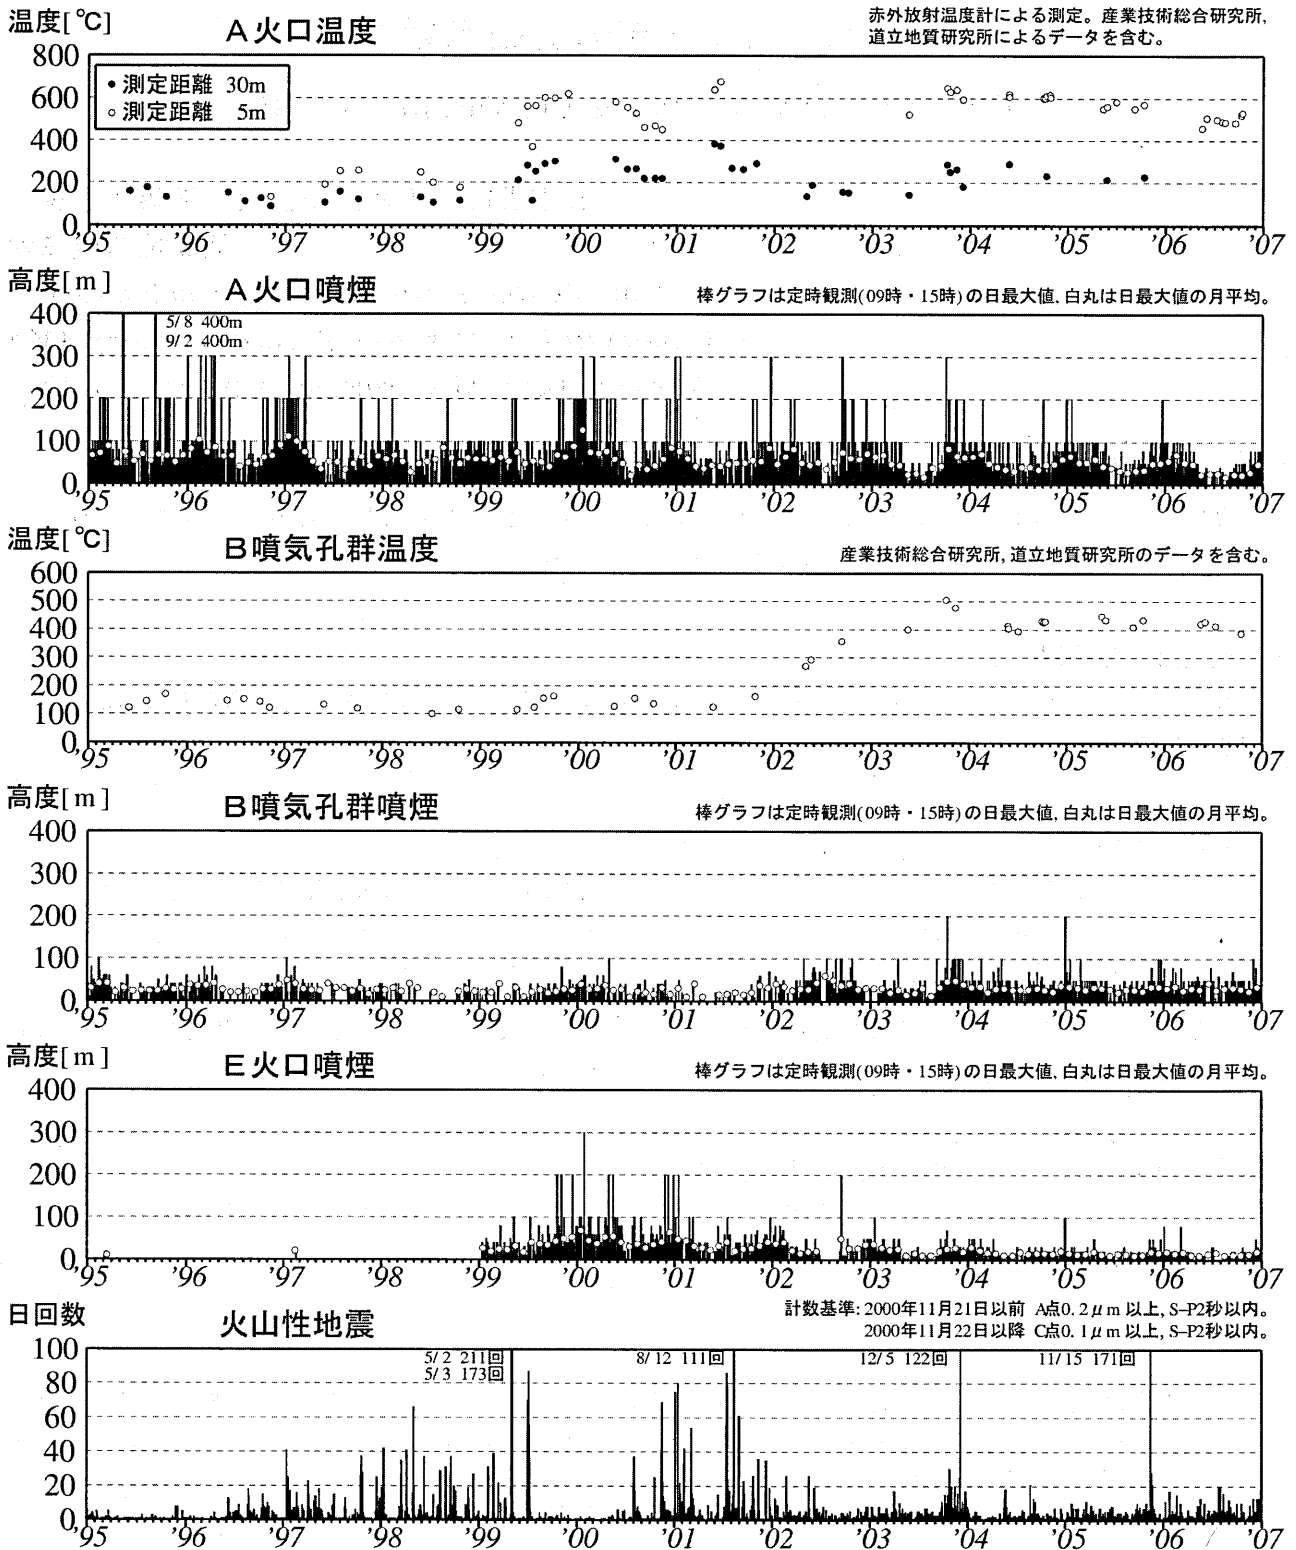 温度[℃]
A火口温度
赤外放射温度計による測定。産業技術総合研究所,
道立地質研究所によるデータを含む。
800
600
400
200
0
● 測定距離 30m
○ 測定距離 5m
'95 '96 '97 '98 '99 '00 '01 '02 '03 '04 '05 '06 '07
高度[m]
A火口噴煙
棒グラフは定時観測(09時・15時)の日最大値, 白丸は日最大値の月平均。
400
300
200
100
0
5/8 400m
9/2 400m
'95 '96 '97 '98 '99 '00 '01 '02 '03 '04 '05 '06 '07
温度[℃]
B噴気孔群温度
産業技術総合研究所, 道立地質研究所のデータを含む。
600
500
400
300
200
100
0
'95 '96 '97 '98 '99 '00 '01 '02 '03 '04 '05 '06 '07
高度[m]
B噴気孔群噴煙
棒グラフは定時観測(09時・15時)の日最大値, 白丸は日最大値の月平均。
400
300
200
100
0
'95 '96 '97 '98 '99 '00 '01 '02 '03 '04 '05 '06 '07
高度[m]
E火口噴煙
棒グラフは定時観測(09時・15時)の日最大値, 白丸は日最大値の月平均。
400
300
200
100
0
'95 '96 '97 '98 '99 '00 '01 '02 '03 '04 '05 '06 '07
日回数
火山性地震
計数基準: 2000年11月21日以前 A点0.2μm以上, S-P2秒以内。
2000年11月22日以降 C点0.1μm以上, S-P2秒以内。
100
80
60
40
20
0
5/2 211回
5/3 173回
8/12 111回
12/5 122回
11/15 171回
'95 '96 '97 '98 '99 '00 '01 '02 '03 '04 '05 '06 '07